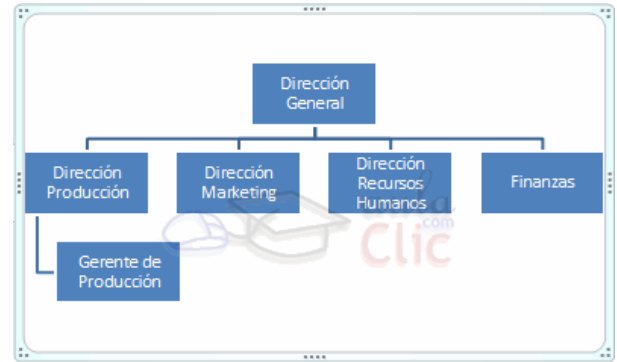 Dirección
General
Dirección
Producción
Dirección
Marketing
Dirección
Recursos
Humanos
Finanzas
Gerente de
Producción
aula
.com
Clic